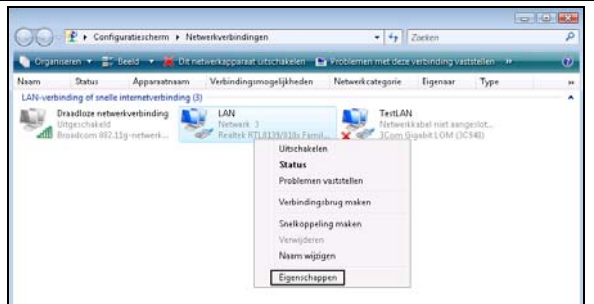 Configuratiescherm ▸ Netwerkverbindingen
Zoeken
Organiseren Beeld Dit netwerkapparaat uitschakelen Problemen met deze verbinding vaststellen »
Naam Status Apparaatnaam Verbindingsmogelijkheden Netwerkcategorie Eigenaar Type »
LAN-verbinding of snelle internetverbinding (3)
Draadloze netwerkverbinding
Uitgeschakeld
Broadcom 802.11g-netwerk...
LAN
Netwerk 3
Realtek RTL8139/810x Famil...
TestLAN
Netwerkkabel niet aangeslot...
3Com Gigabit LOM (3C940)
Uitschakelen
Status
Problemen vaststellen
Verbindingsbrug maken
Snelkoppeling maken
Verwijderen
Naam wijzigen
Eigenschappen